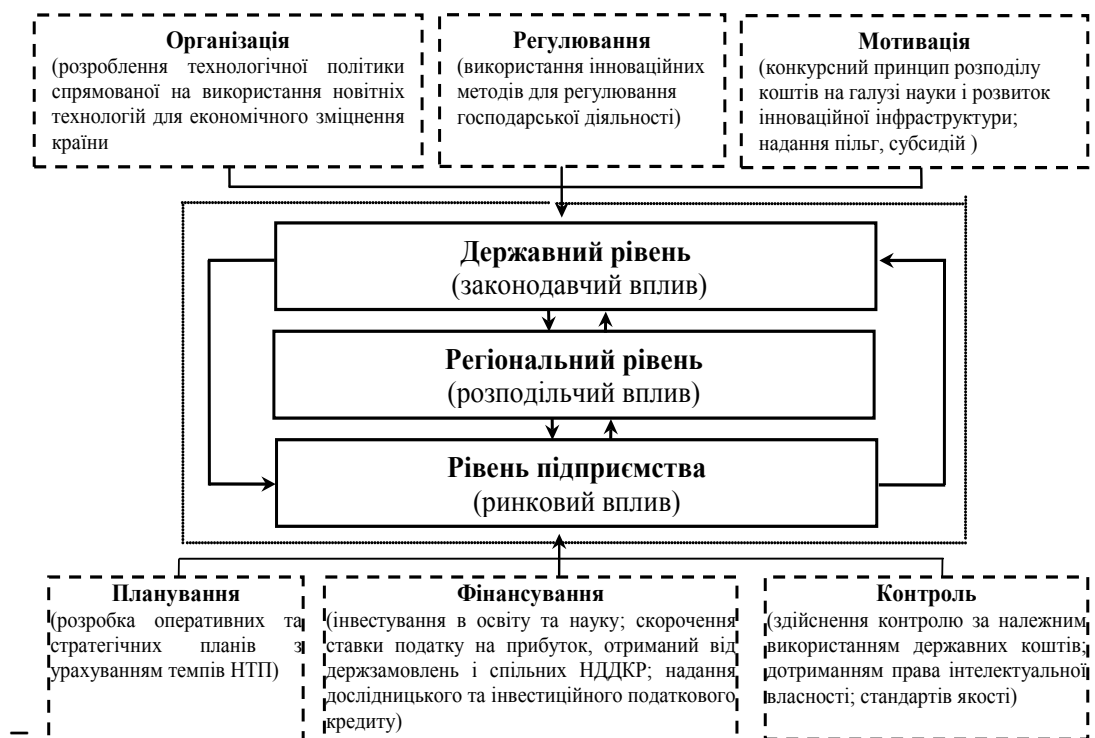 Організація
(розроблення технологічної політики
спрямованої на використання новітніх
технологій для економічного зміцнення
країни
Регулювання
(використання інноваційних
методів для регулювання
господарської діяльності)
Мотивація
(конкурсний принцип розподілу
коштів на галузі науки і розвиток
інноваційної інфраструктури;
надання пільг, субсидій )
Державний рівень
(законодавчий вплив)
Регіональний рівень
(розподільчий вплив)
Рівень підприємства
(ринковий вплив)
Планування
(розробка оперативних та
стратегічних планів з
урахуванням темпів НТП)
Фінансування
(інвестування в освіту та науку; скорочення
ставки податку на прибуток, отриманий від
держзамовлень і спільних НДДКР; надання
дослідницького та інвестиційного податкового
кредиту)
Контроль
(здійснення контролю за належним
використанням державних коштів;
дотриманням права інтелектуальної
власності; стандартів якості)